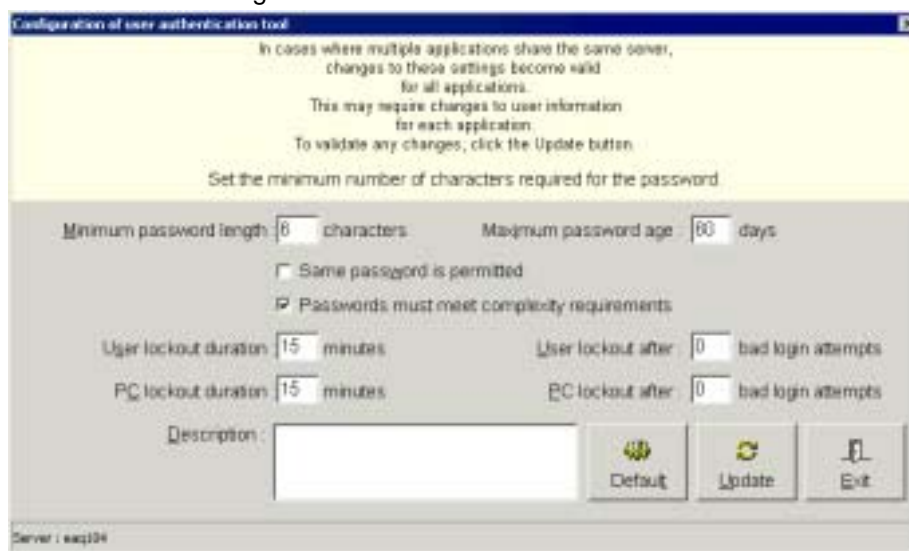 Configuration of user authentication tool
In cases where multiple applications share the same server,
changes to these settings become valid
for all applications.
This may require changes to user information
for each application.
To validate any changes, click the Update button.
Set the minimum number of characters required for the password
Minimum password length 6 characters Maximum password age : 60 days
Same password is permitted
Passwords must meet complexity requirements
User lockout duration 15 minutes User lockout after : 0 bad login attempts
PC lockout duration 15 minutes PC lockout after : 0 bad login attempts
Description :
Default Update Exit
Server :